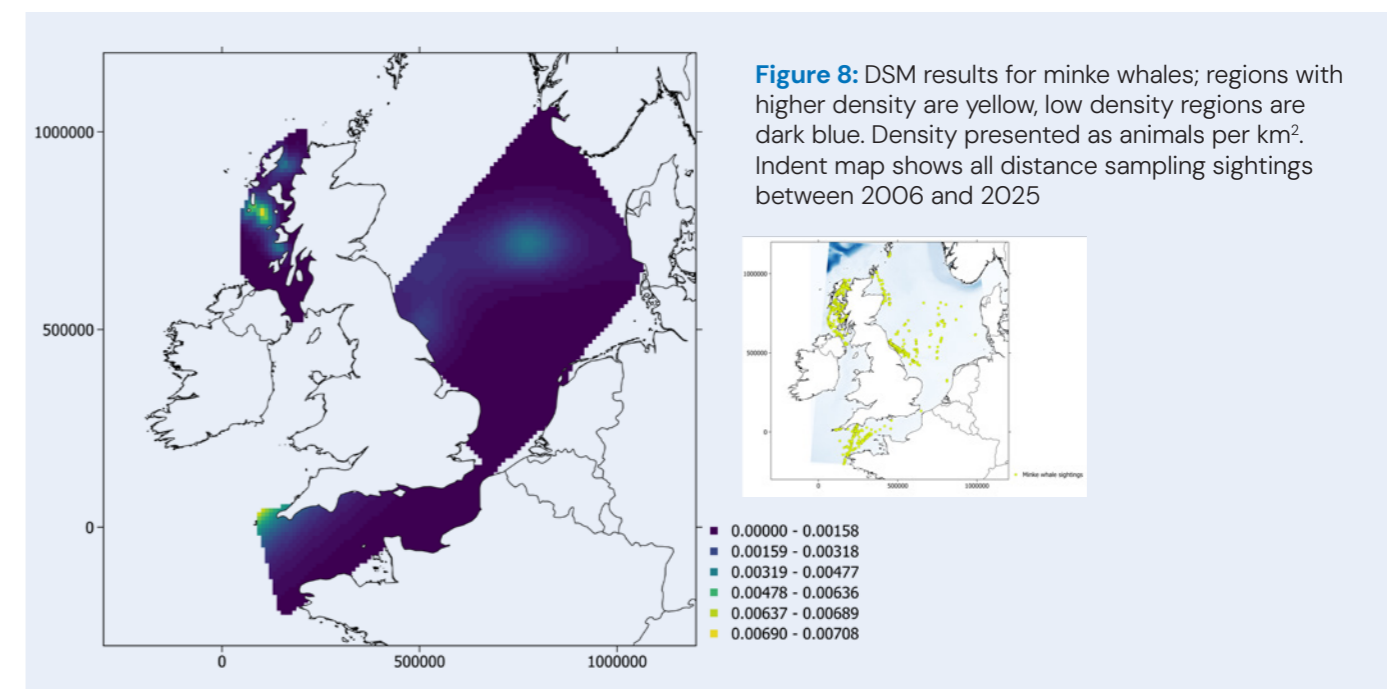 Figure 8: DSM results for minke whales; regions with
higher density are yellow, low density regions are
dark blue. Density presented as animals per km².
Indent map shows all distance sampling sightings
between 2006 and 2025
1000000
500000
0
0
500000
1000000
0.00000 - 0.00158
0.00159 - 0.00318
0.00319 - 0.00477
0.00478 - 0.00636
0.00637 - 0.00689
0.00690 - 0.00708
1000000
500000
0
0
500000
1000000
Minke whale sightings